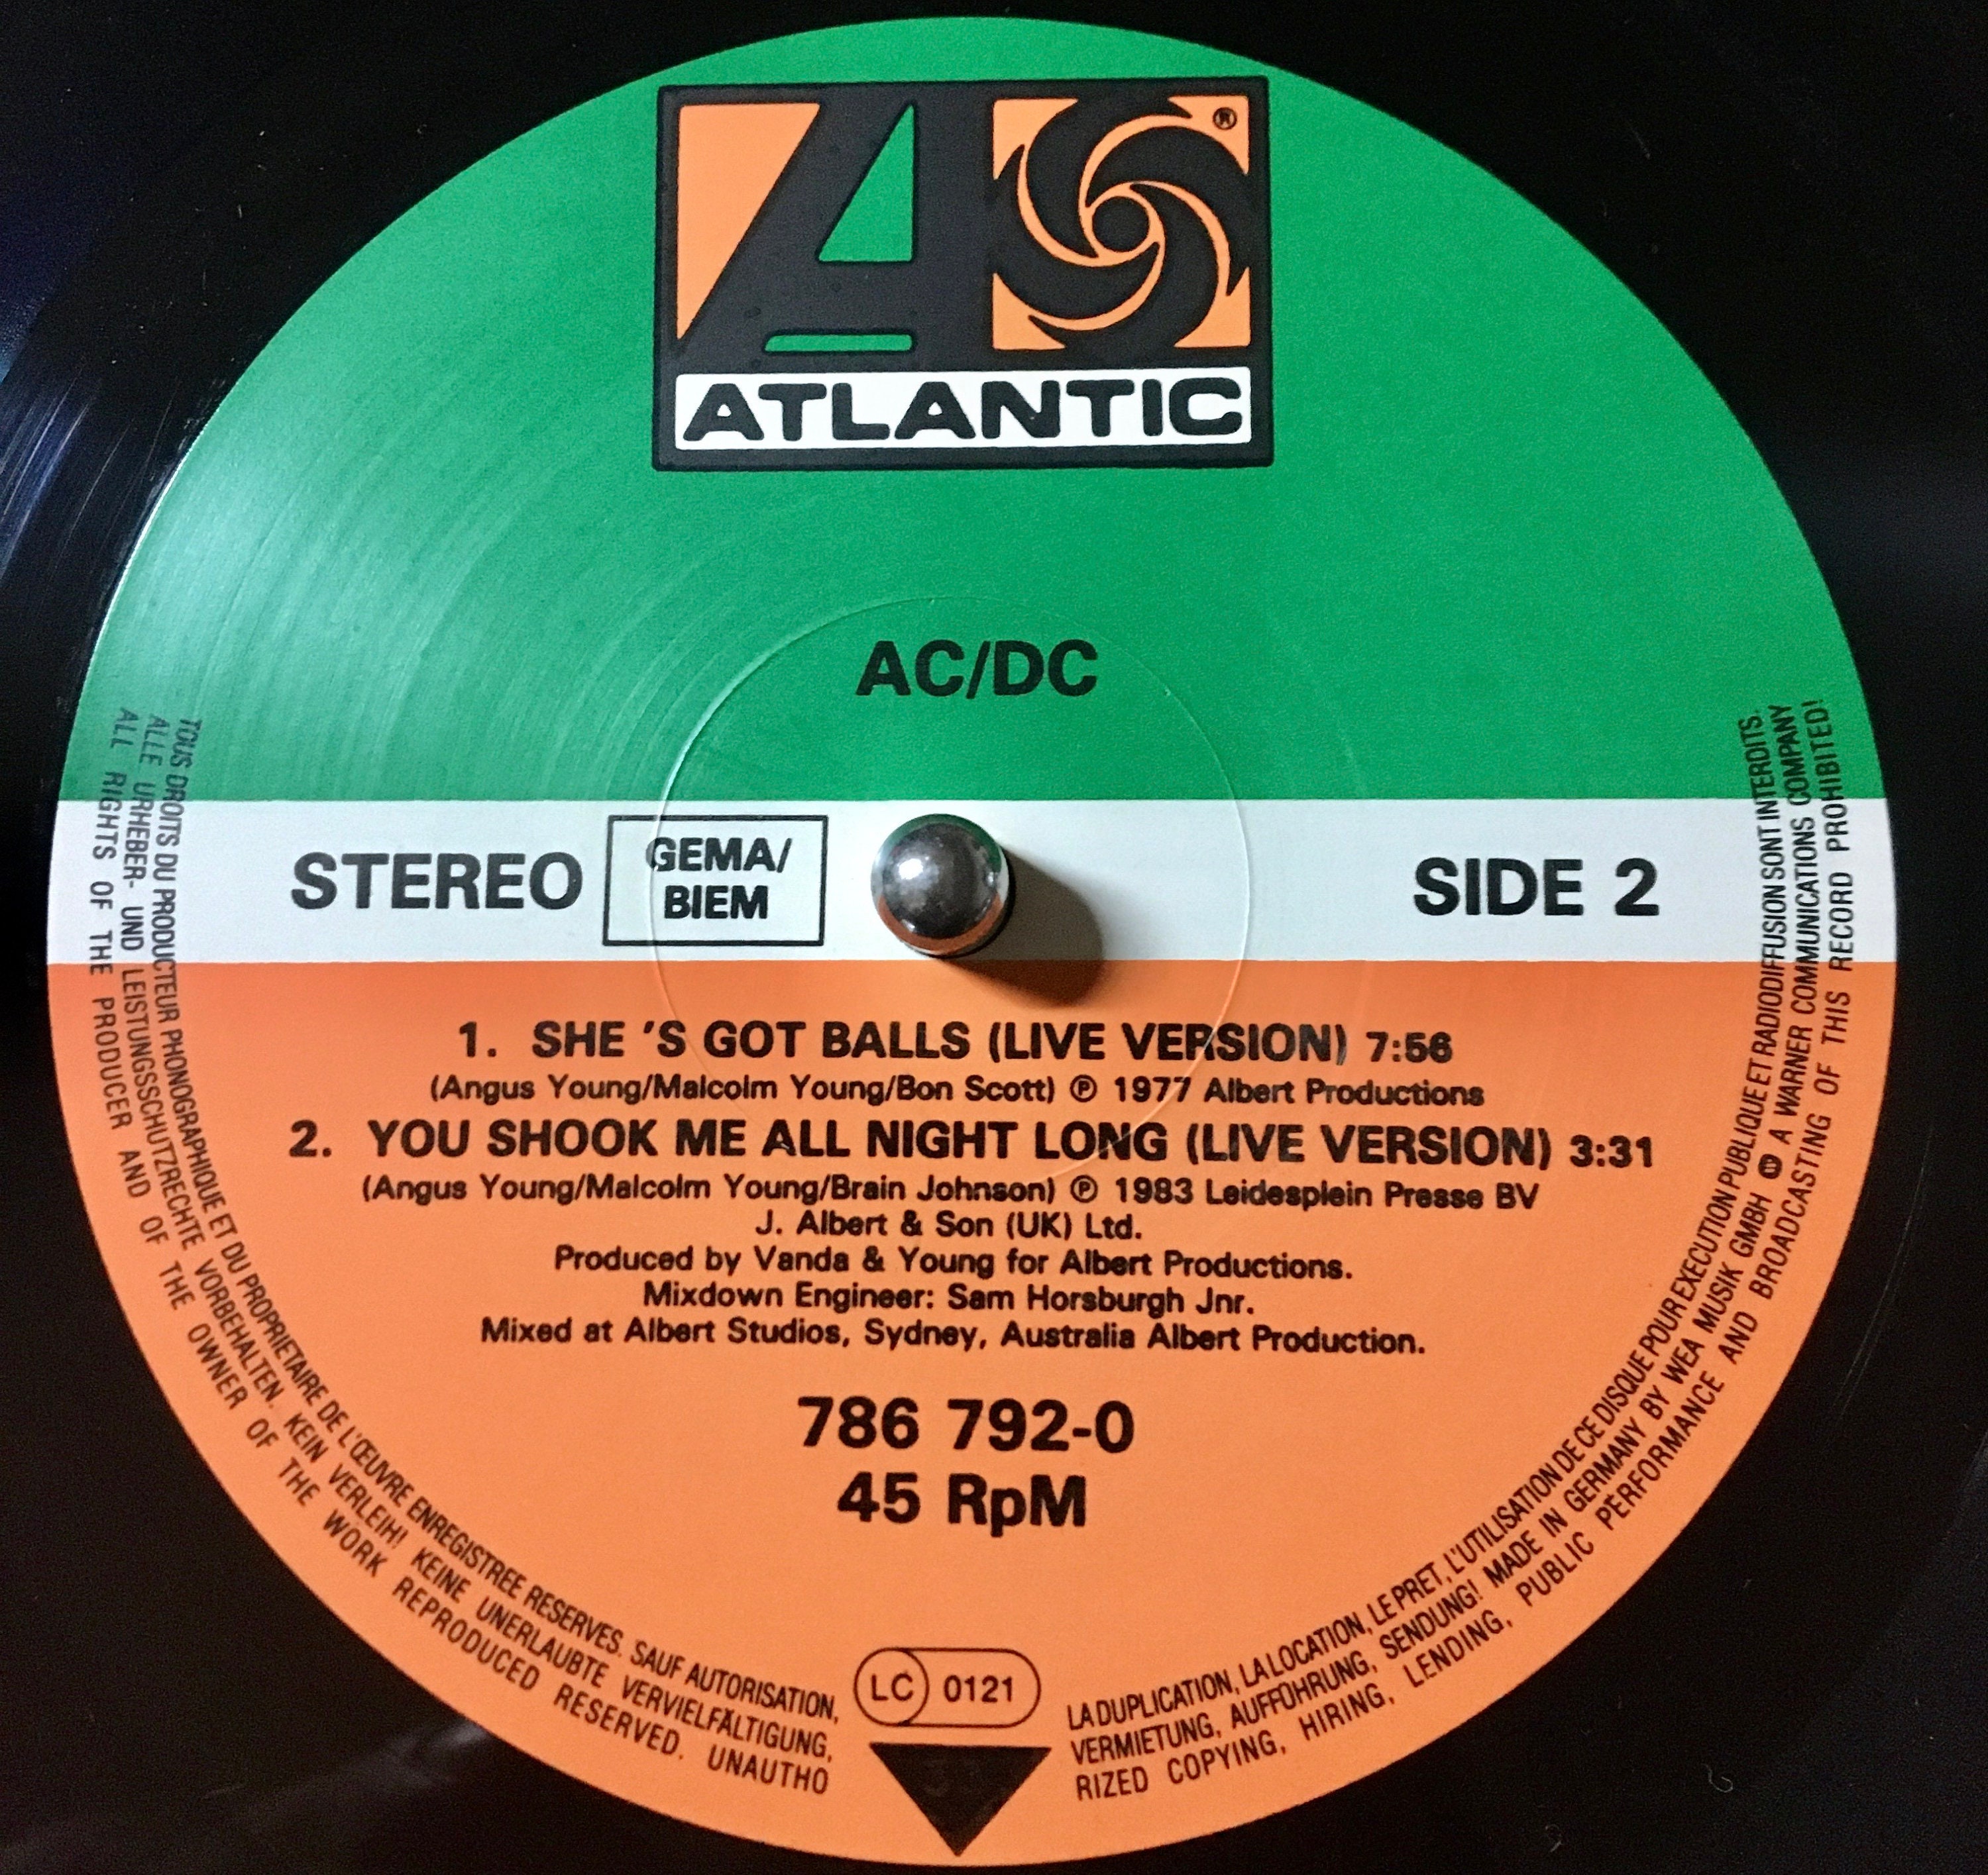 ®
ATLANTIC
AC/DC
STEREO
GEMA/
BIEM
SIDE 2
1. SHE 'S GOT BALLS (LIVE VERSION) 7:56
(Angus Young/Malcolm Young/Bon Scott) ℗ 1977 Albert Productions
2. YOU SHOOK ME ALL NIGHT LONG (LIVE VERSION) 3:31
(Angus Young/Malcolm Young/Brain Johnson) ℗ 1983 Leidesplein Presse BV
J. Albert & Son (UK) Ltd.
Produced by Vanda & Young for Albert Productions.
Mixdown Engineer: Sam Horsburgh Jnr.
Mixed at Albert Studios, Sydney, Australia Albert Production.
786 792-0
45 RpM
LC 0121
TOUS DROITS DU PRODUCTEUR PHONOGRAPHIQUE ET DU PROPRIETAIRE DE L'ŒUVRE ENREGISTREE RESERVES. SAUF AUTORISATION, LA DUPLICATION, LA LOCATION, LE PRET, L'UTILISATION DE CE DISQUE POUR EXECUTION PUBLIQUE ET RADIODIFFUSION SONT INTERDITS.
ALLE URHEBER- UND LEISTUNGSSCHUTZRECHTE VORBEHALTEN. KEIN VERLEIH! KEINE UNERLAUBTE VERVIELFÄLTIGUNG, VERMIETUNG, AUFFÜHRUNG, SENDUNG! MADE IN GERMANY BY WEA MUSIK GMBH A WARNER COMMUNICATIONS COMPANY
ALL RIGHTS OF THE PRODUCER AND OF THE OWNER OF THE WORK REPRODUCED RESERVED. UNAUTHORIZED COPYING, HIRING, LENDING, PUBLIC PERFORMANCE AND BROADCASTING OF THIS RECORD PROHIBITED!